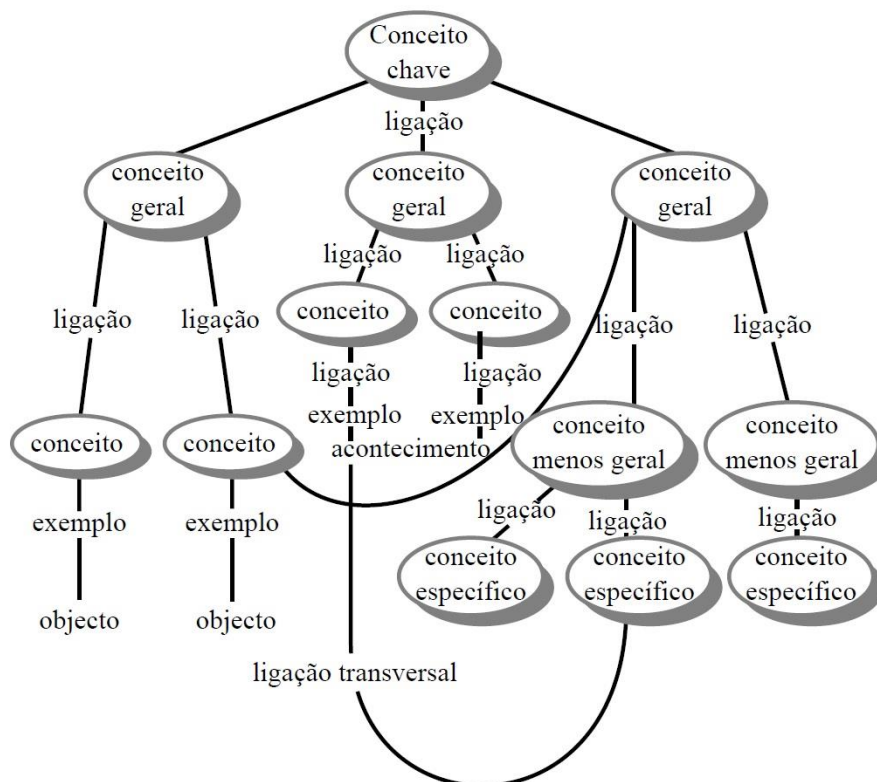 Conceito
chave
ligação
conceito
geral
conceito
geral
conceito
geral
ligação
ligação
conceito
conceito
ligação
ligação
ligação
ligação
ligação
ligação
exemplo
exemplo
acontecimento
conceito
conceito
conceito
menos geral
conceito
menos geral
exemplo
exemplo
ligação
ligação
ligação
conceito
específico
conceito
específico
conceito
específico
objecto
objecto
ligação transversal